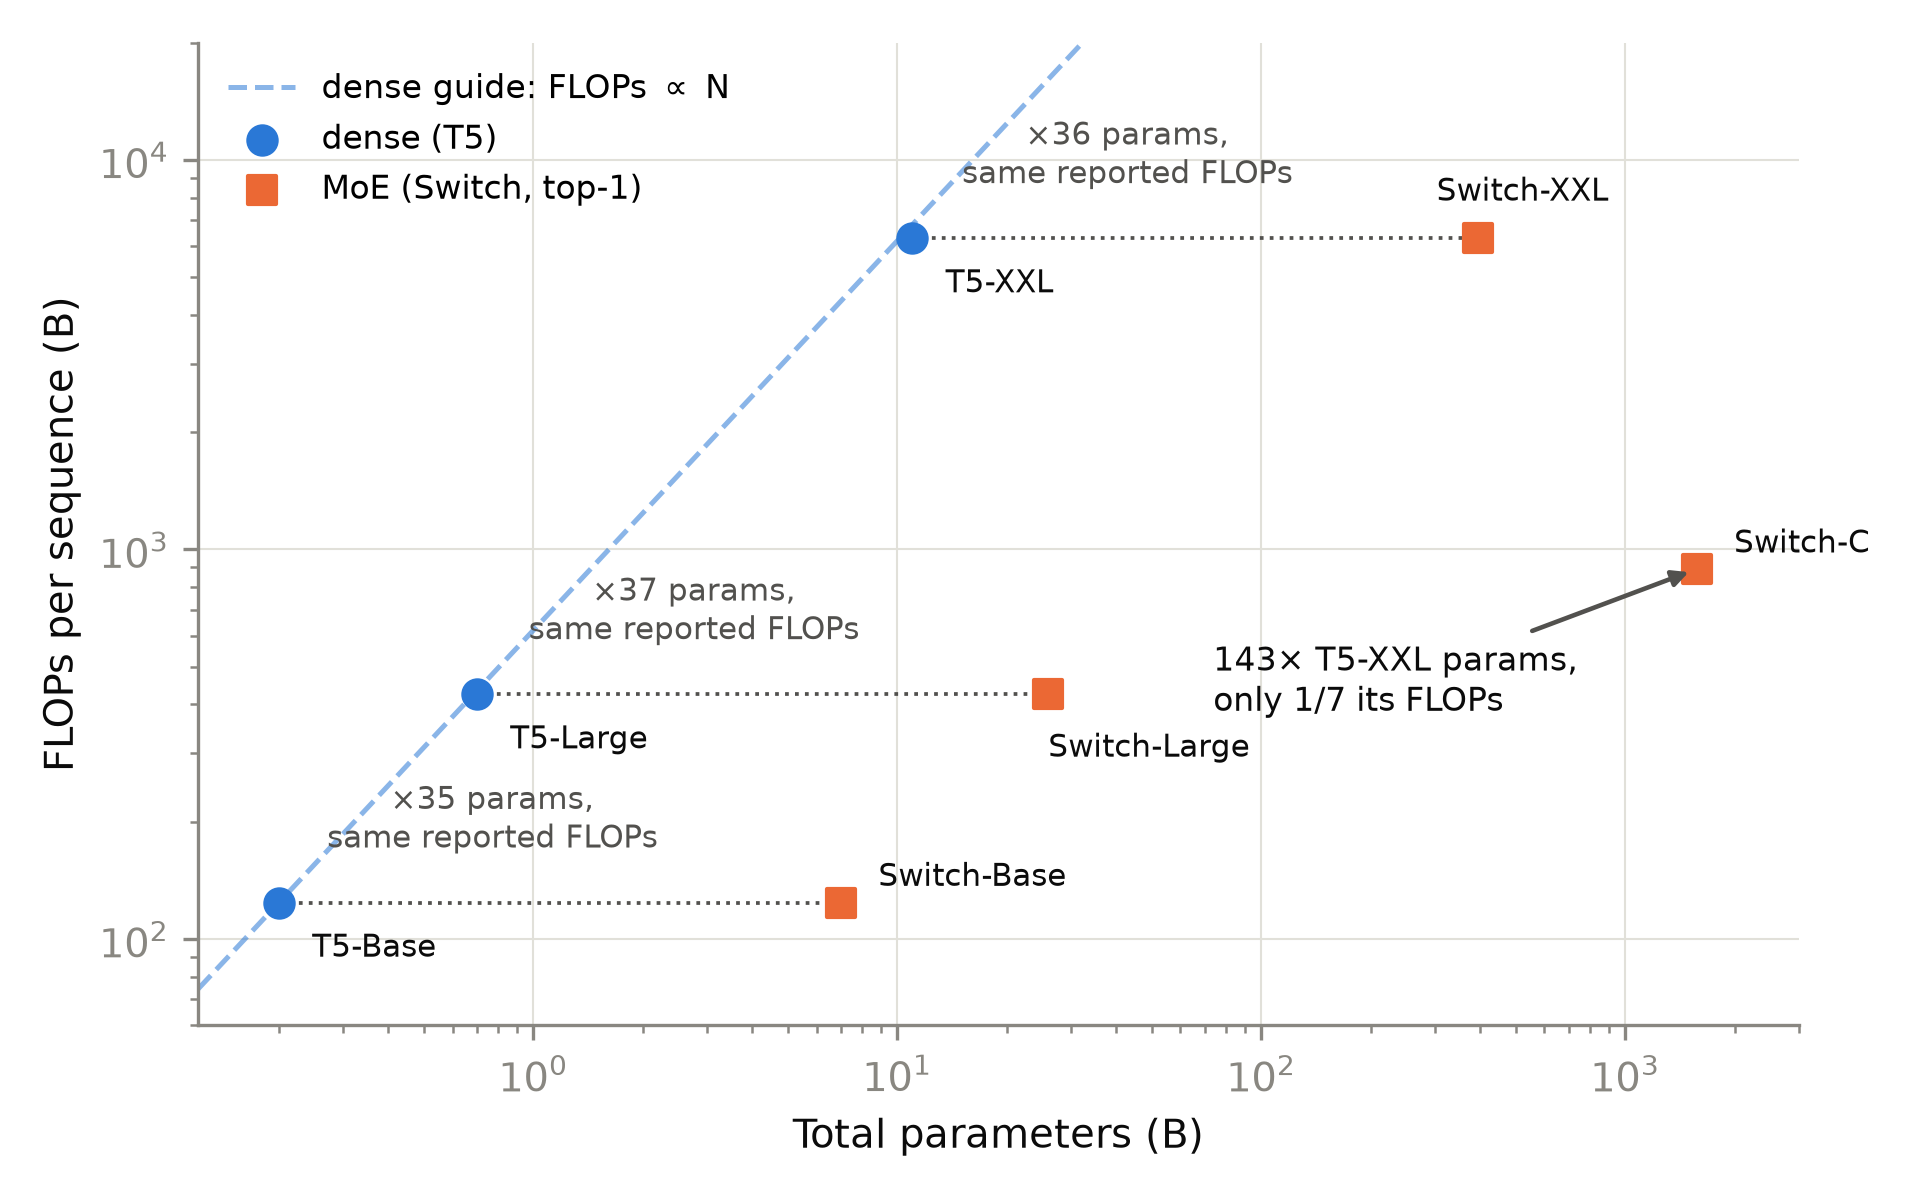 dense guide: FLOPs ∝ N
dense (T5)
MoE (Switch, top-1)
×36 params,
same reported FLOPs
Switch-XXL
T5-XXL
Switch-C
×37 params,
same reported FLOPs
143× T5-XXL params,
only 1/7 its FLOPs
T5-Large
Switch-Large
×35 params,
same reported FLOPs
Switch-Base
T5-Base
10⁴
10³
10²
FLOPs per sequence (B)
10⁰
10¹
10²
10³
Total parameters (B)